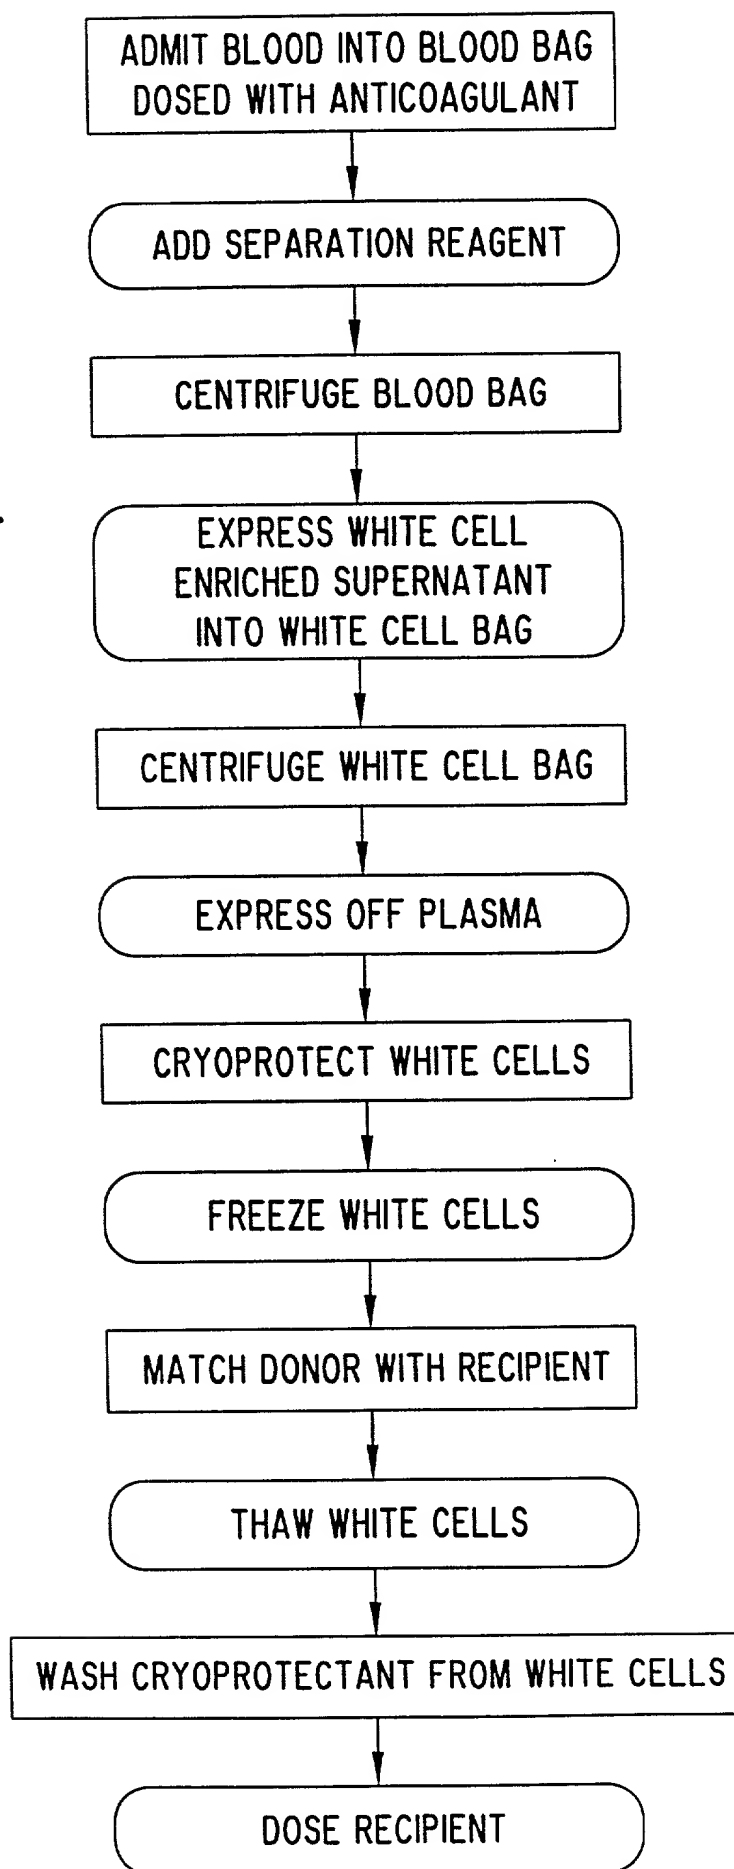 ADMIT BLOOD INTO BLOOD BAG
DOSED WITH ANTICOAGULANT
ADD SEPARATION REAGENT
CENTRIFUGE BLOOD BAG
EXPRESS WHITE CELL
ENRICHED SUPERNATANT
INTO WHITE CELL BAG
CENTRIFUGE WHITE CELL BAG
EXPRESS OFF PLASMA
CRYOPROTECT WHITE CELLS
FREEZE WHITE CELLS
MATCH DONOR WITH RECIPIENT
THAW WHITE CELLS
WASH CRYOPROTECTANT FROM WHITE CELLS
DOSE RECIPIENT